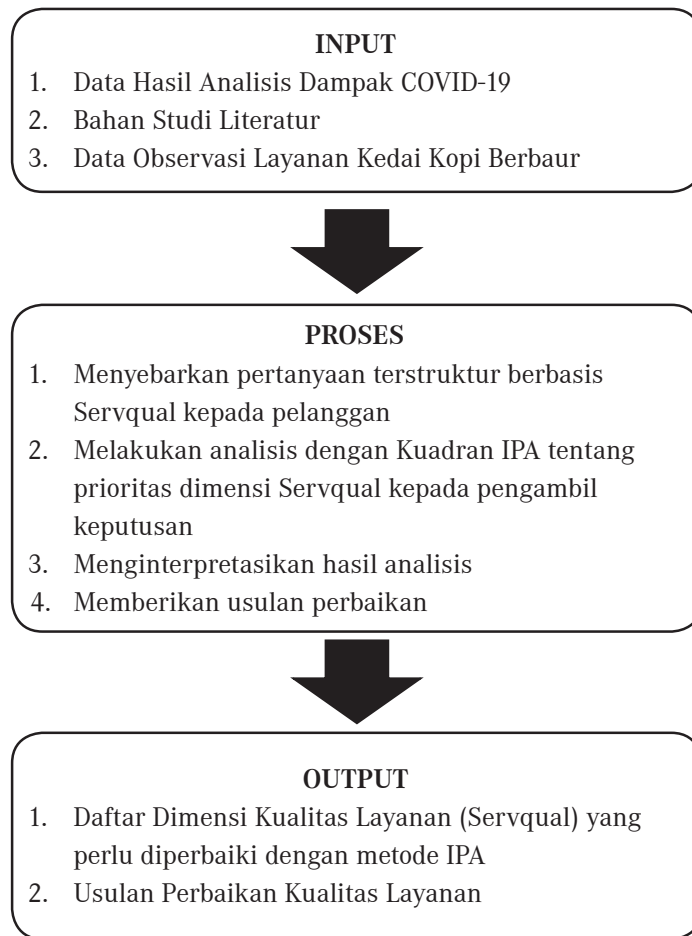 INPUT
1. Data Hasil Analisis Dampak COVID-19
2. Bahan Studi Literatur
3. Data Observasi Layanan Kedai Kopi Berbaur
PROSES
1. Menyebarkan pertanyaan terstruktur berbasis
Servqual kepada pelanggan
2. Melakukan analisis dengan Kuadran IPA tentang
prioritas dimensi Servqual kepada pengambil
keputusan
3. Menginterpretasikan hasil analisis
4. Memberikan usulan perbaikan
OUTPUT
1. Daftar Dimensi Kualitas Layanan (Servqual) yang
perlu diperbaiki dengan metode IPA
2. Usulan Perbaikan Kualitas Layanan